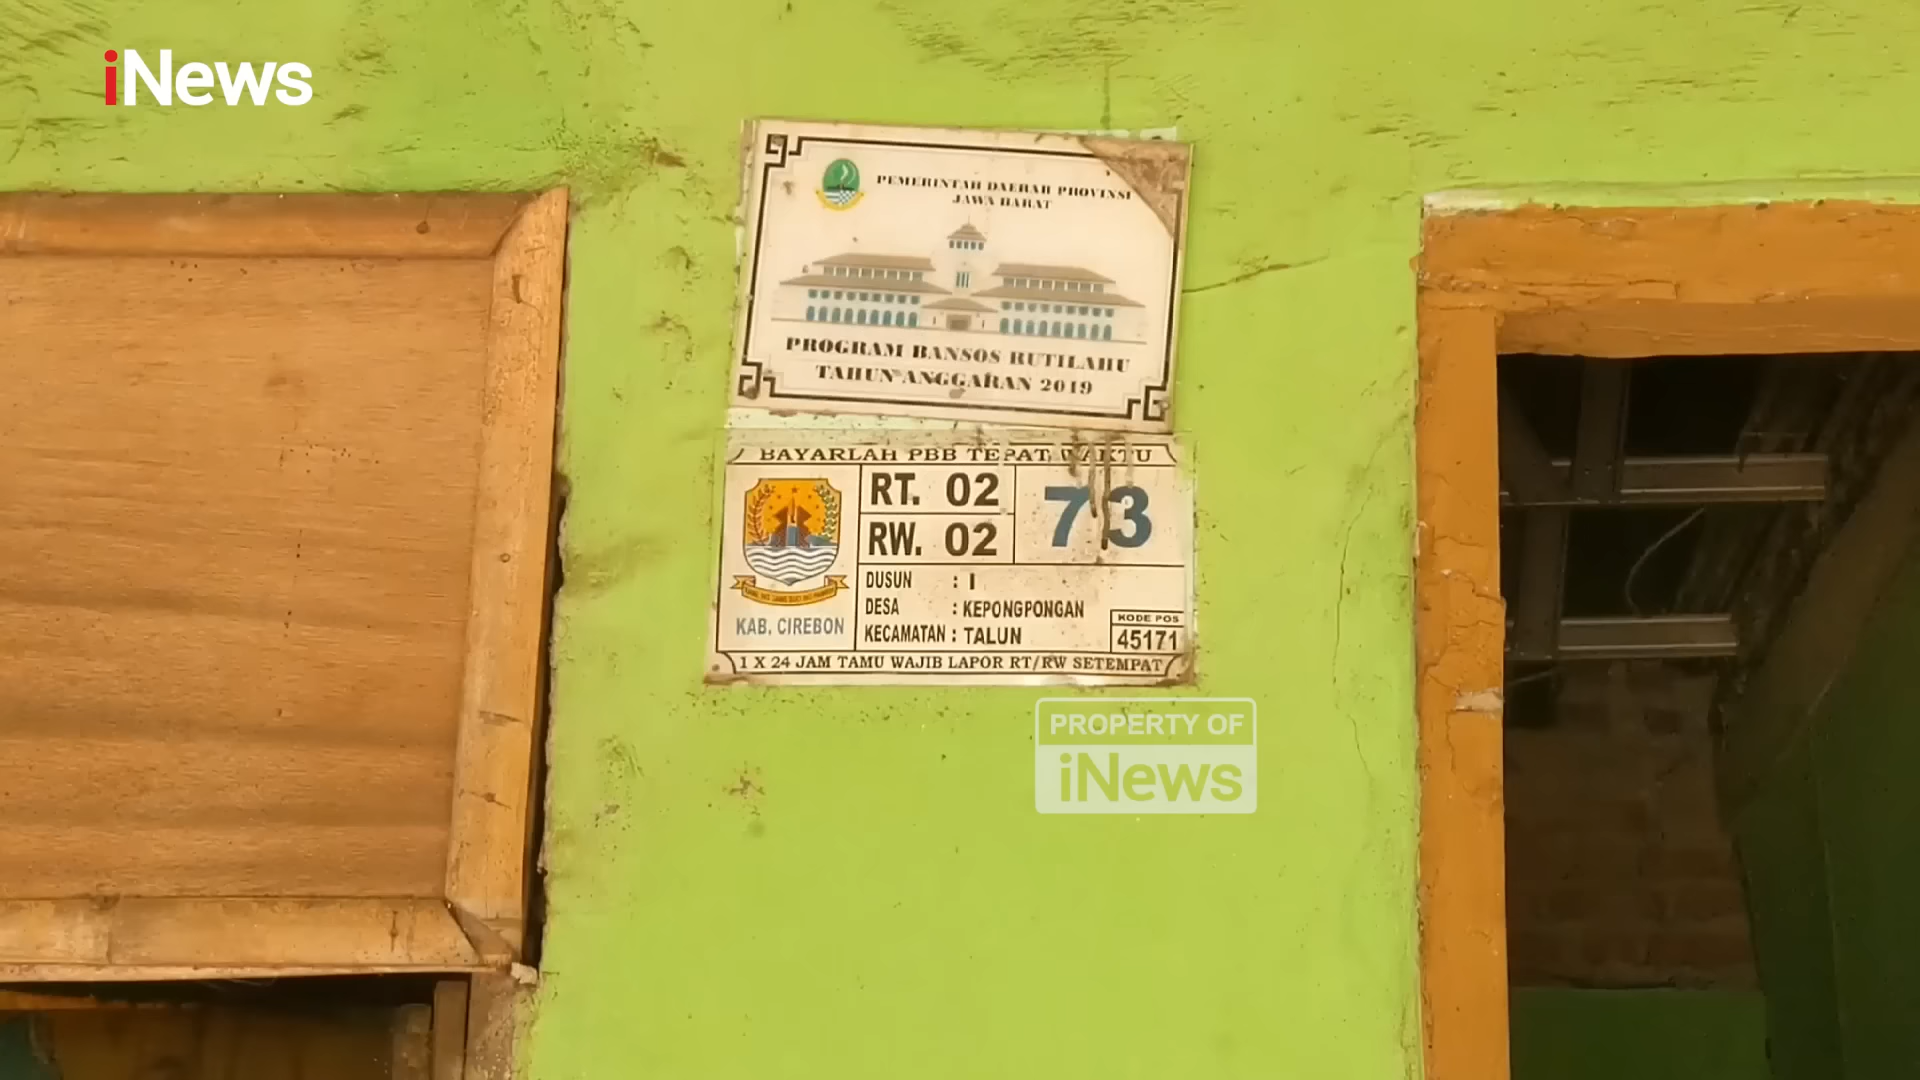 iNews
PEMERINTAH DAERAH PROVINSI
JAWA BARAT
PROGRAM BANSOS RUTILAHU
TAHUN ANGGARAN 2019
BAYARLAH PBB TEPAT WAKTU
RT. 02
RW. 02
73
DUSUN : I
DESA : KEPONGPONGAN
KECAMATAN : TALUN
KODE POS
45171
KAB. CIREBON
1 X 24 JAM TAMU WAJIB LAPOR RT/RW SETEMPAT
PROPERTY OF
iNews